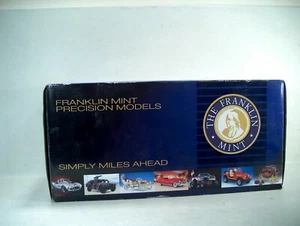 FRANKLIN MINT
PRECISION MODELS
THE FRANKLIN
MINT
SIMPLY MILES AHEAD